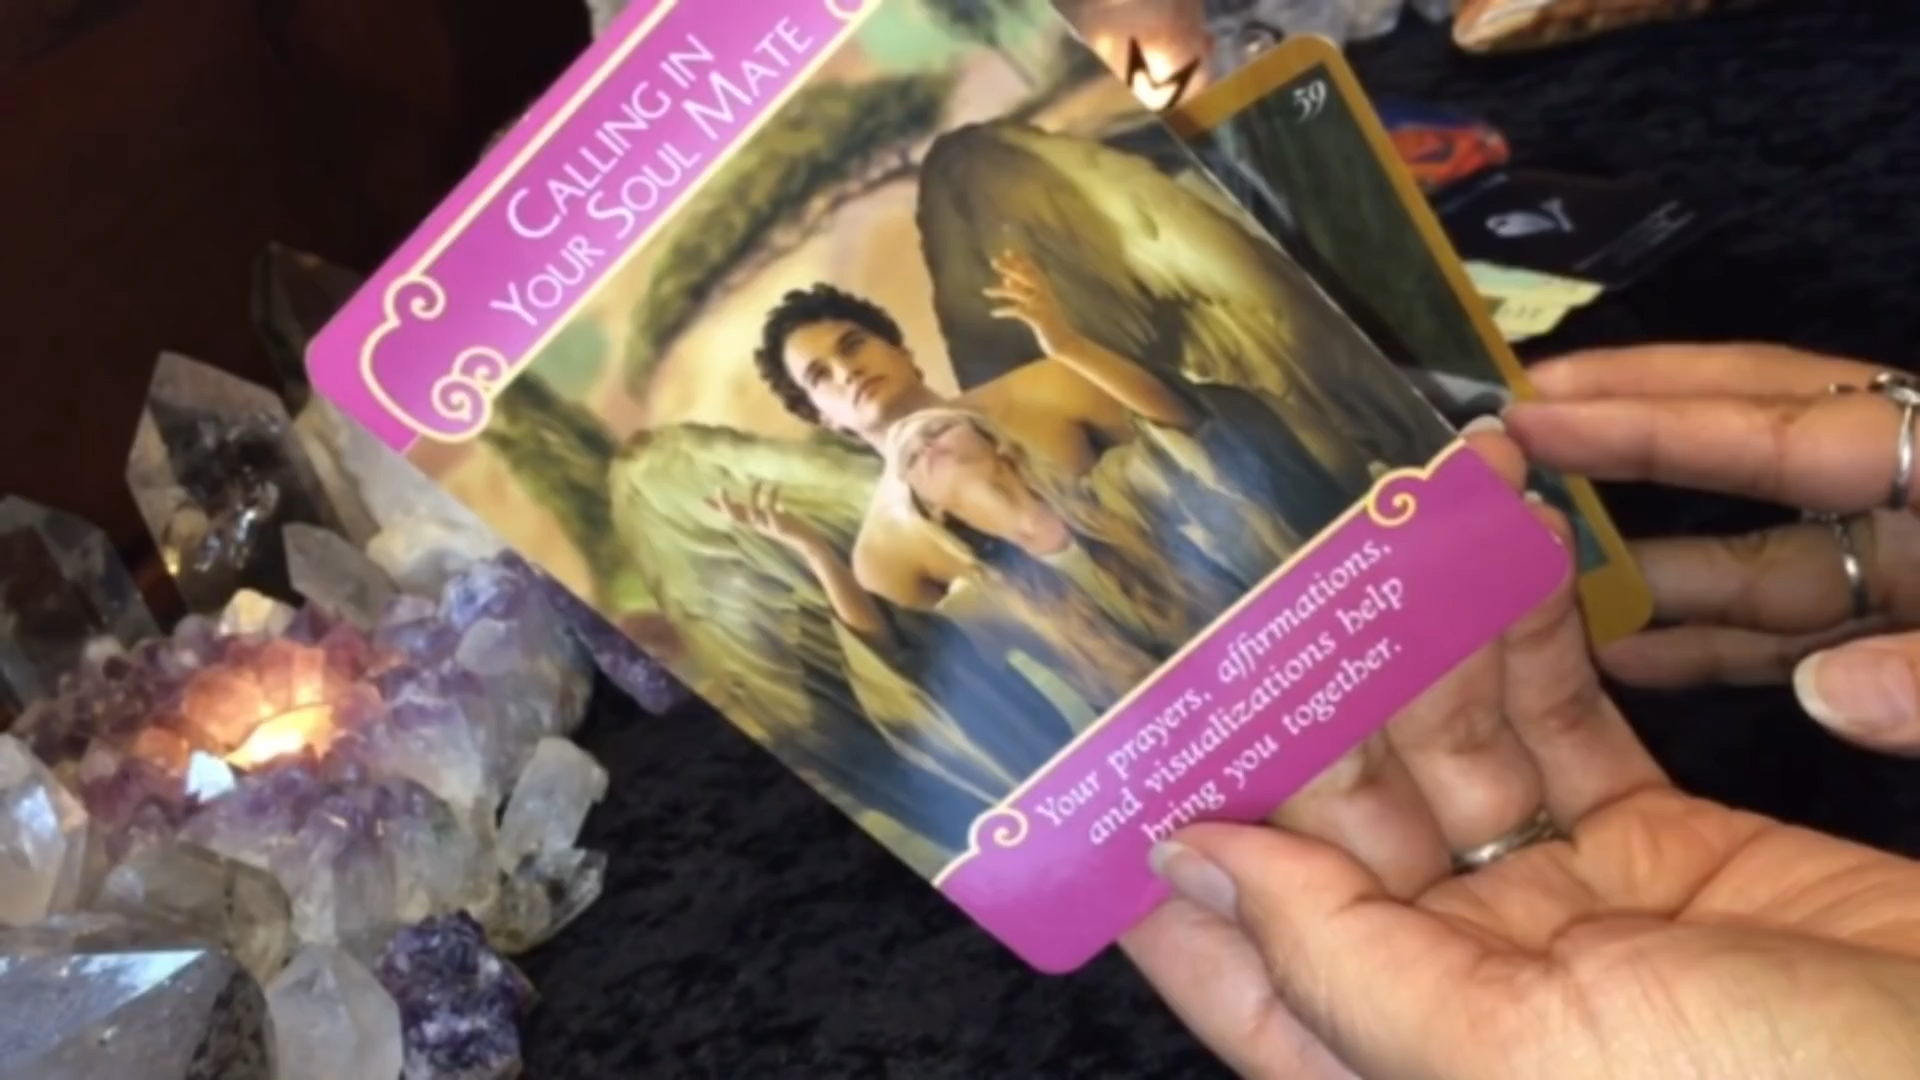 CALLING IN
YOUR SOUL MATE
59
Your prayers, affirmations,
and visualizations help
bring you together.